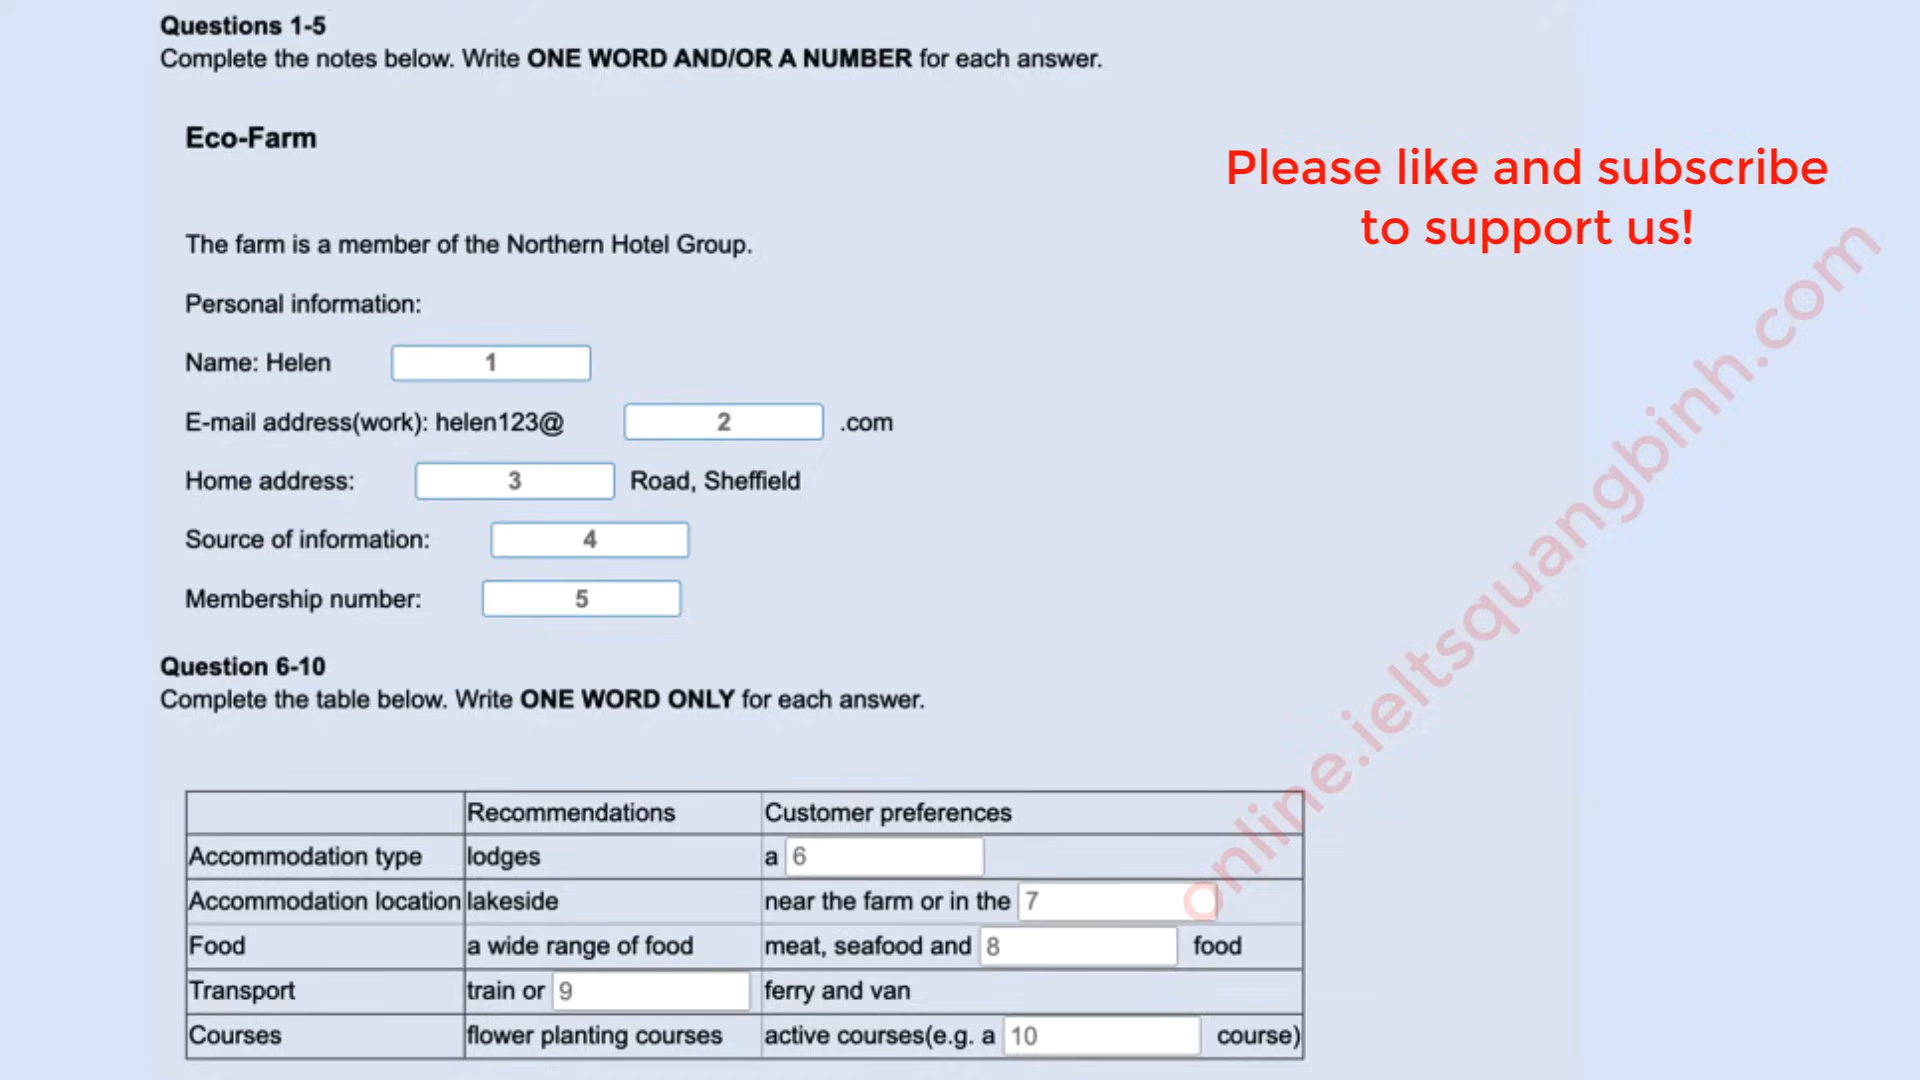 Questions 1-5
Complete the notes below. Write ONE WORD AND/OR A NUMBER for each answer.
Eco-Farm
Please like and subscribe
to support us!
The farm is a member of the Northern Hotel Group.
Personal information:
Name: Helen 1
E-mail address(work): helen123@ 2 .com
Home address: 3 Road, Sheffield
Source of information: 4
Membership number: 5
Question 6-10
Complete the table below. Write ONE WORD ONLY for each answer.
Recommendations Customer preferences
Accommodation type lodges a 6
Accommodation location lakeside near the farm or in the 7
Food a wide range of food meat, seafood and 8 food
Transport train or 9 ferry and van
Courses flower planting courses active courses(e.g. a 10 course)
online.ieltsquangbinh.com